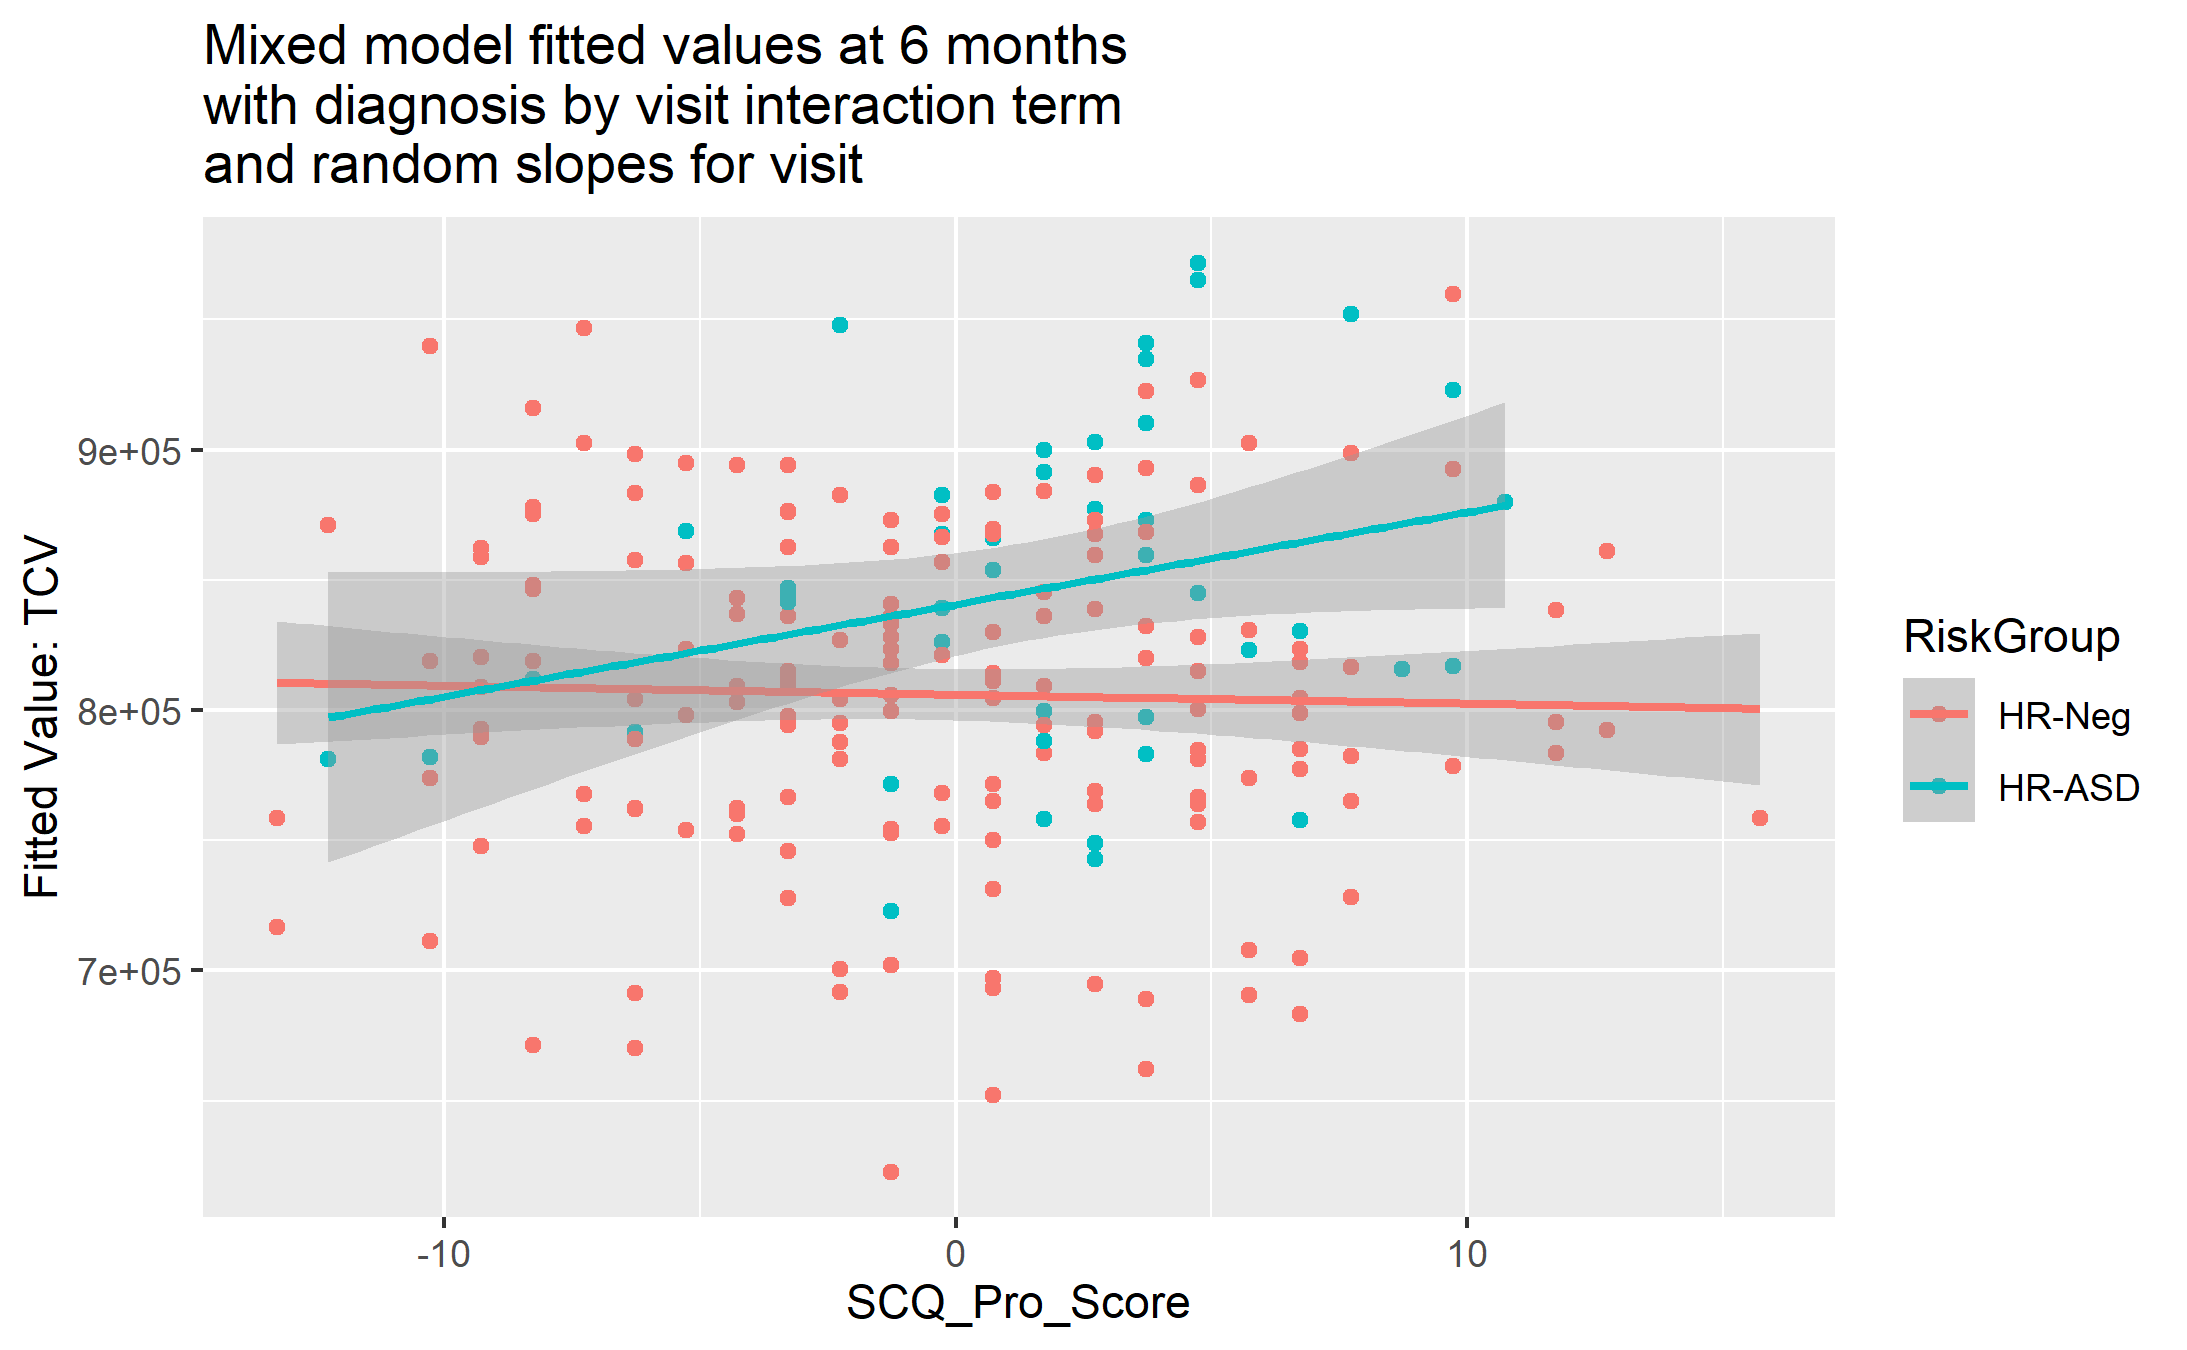 Mixed model fitted values at 6 months
with diagnosis by visit interaction term
and random slopes for visit
Fitted Value: TCV
9e+05
8e+05
7e+05
-10
0
10
SCQ_Pro_Score
RiskGroup
HR-Neg
HR-ASD